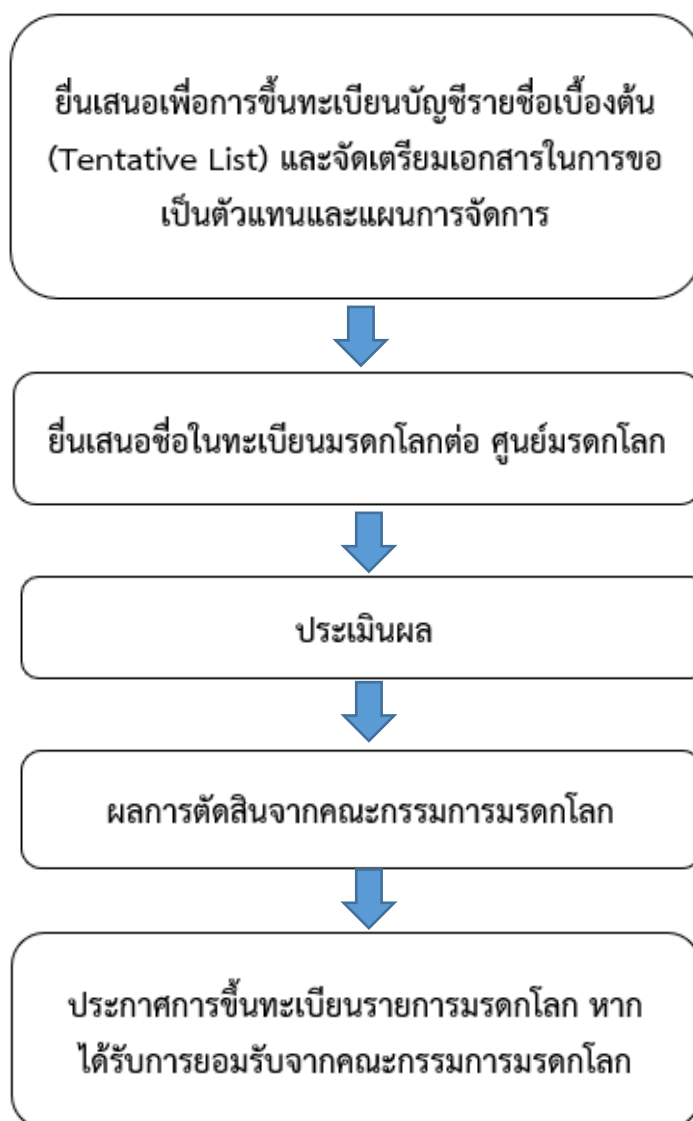 ยื่นเสนอเพื่อการขึ้นทะเบียนบัญชีรายชื่อเบื้องต้น
(Tentative List) และจัดเตรียมเอกสารในการขอ
เป็นตัวแทนและแผนการจัดการ
ยื่นเสนอชื่อในทะเบียนมรดกโลกต่อ ศูนย์มรดกโลก
ประเมินผล
ผลการตัดสินจากคณะกรรมการมรดกโลก
ประกาศการขึ้นทะเบียนรายการมรดกโลก หาก
ได้รับการยอมรับจากคณะกรรมการมรดกโลก